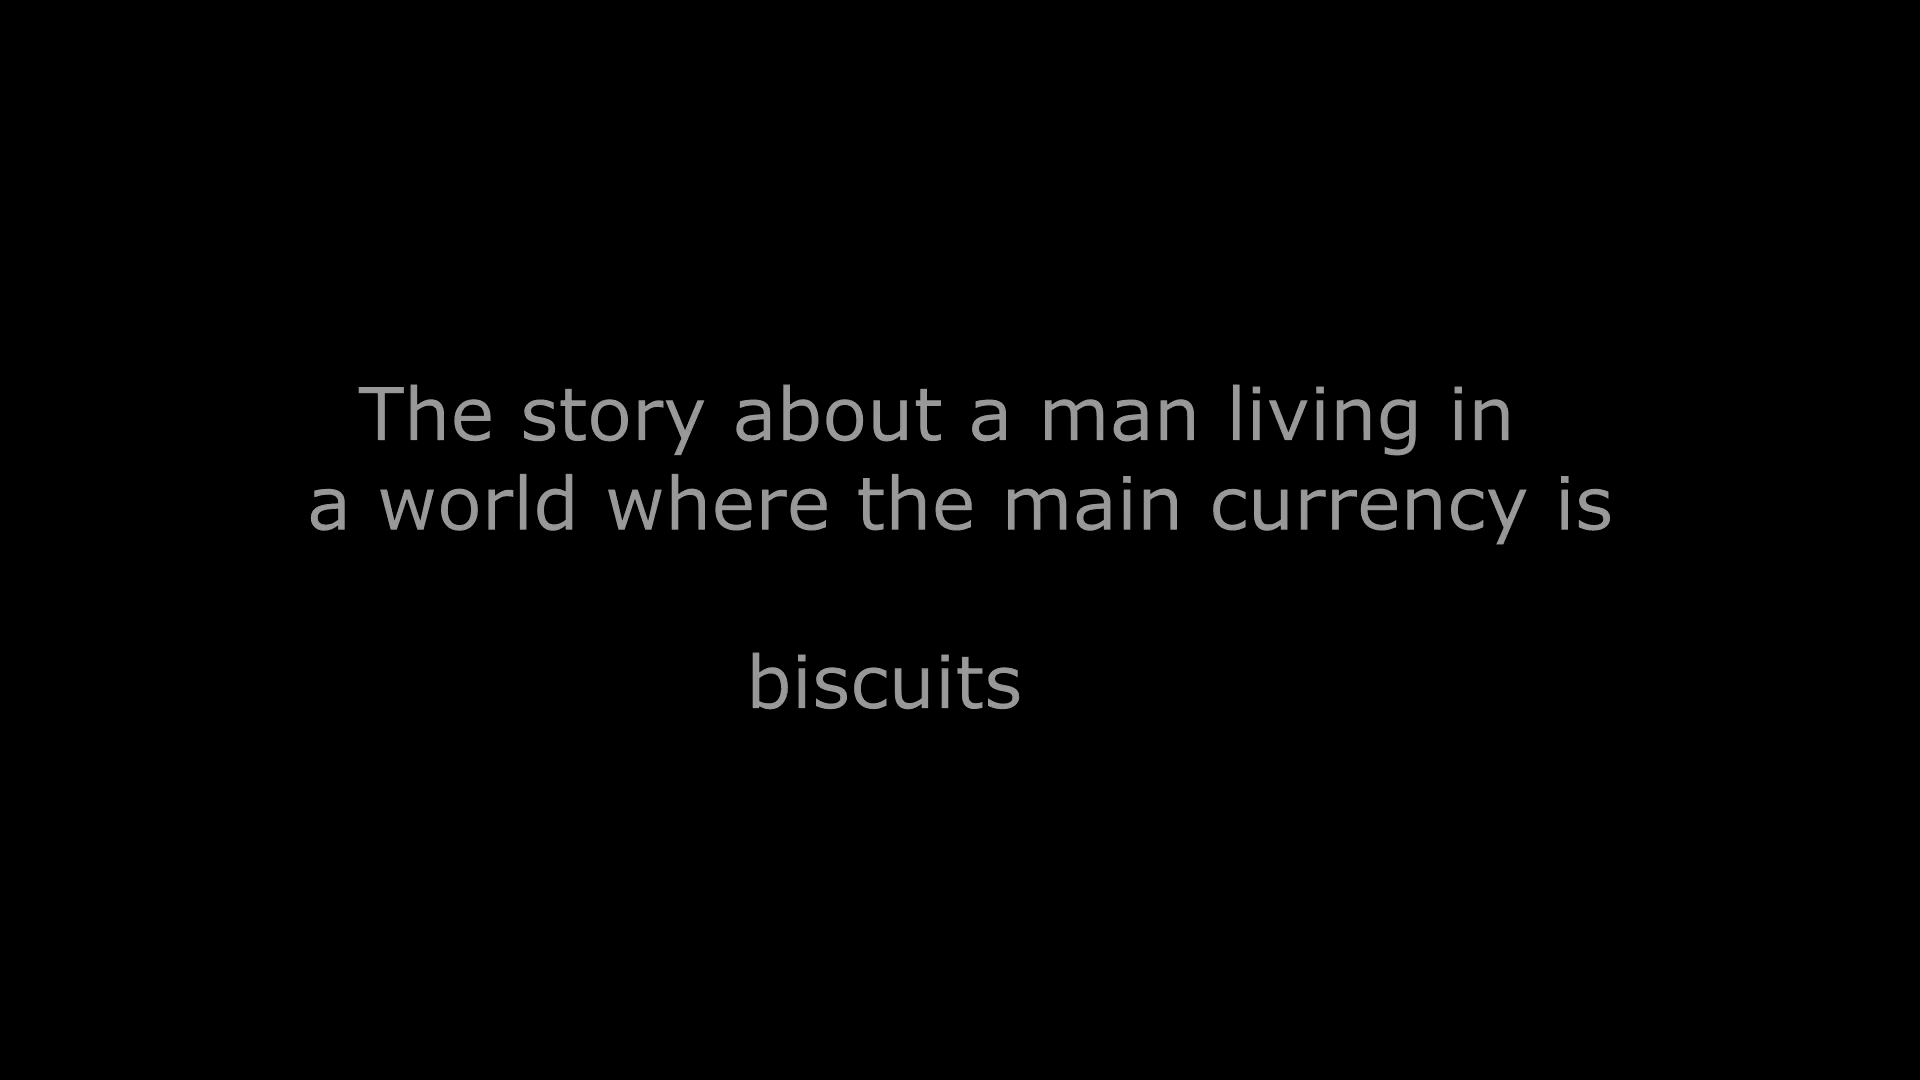 The story about a man living in
a world where the main currency is
biscuits